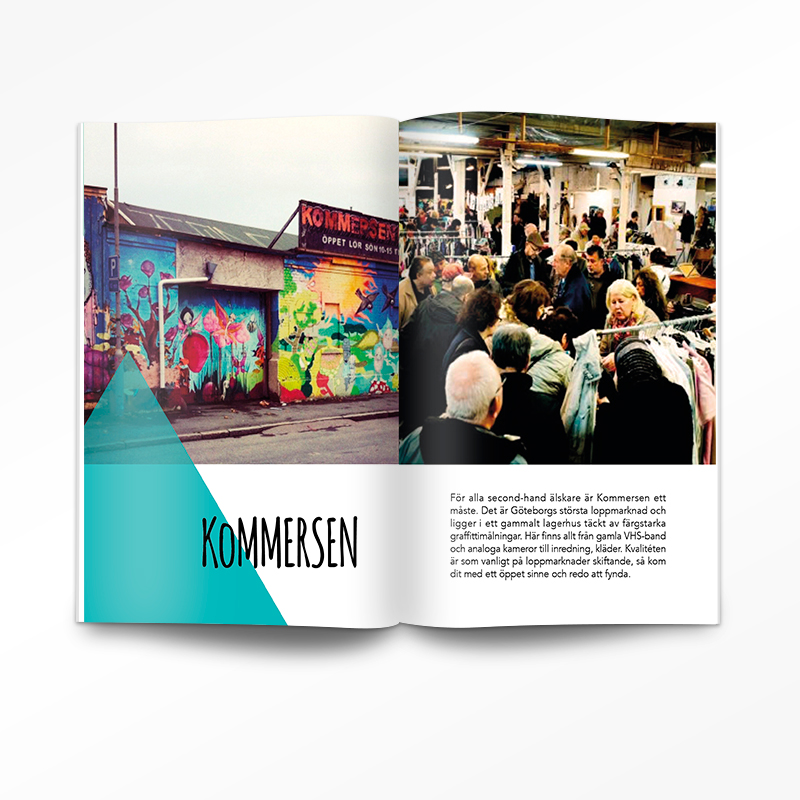 KOMMERSEN
ÖPPET LÖR SÖN 10-15
P
KOMMERSEN
För alla second-hand älskare är Kommersen ett
måste. Det är Göteborgs största loppmarknad och
ligger i ett gammalt lagerhus täckt av färgstarka
graffittimålningar. Här finns allt från gamla VHS-band
och analoga kameror till inredning, kläder. Kvalitéten
är som vanligt på loppmarknader skiftande, så kom
dit med ett öppet sinne och redo att fynda.